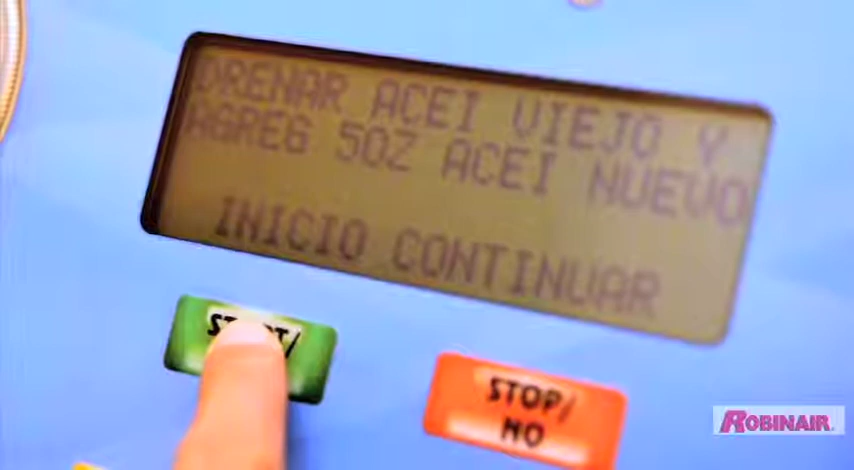 DRENAR ACEI VIEJO Y
AGREG 5OZ ACEI NUEVO
INICIO CONTINUAR
STOP/
NO
ROBINAIR